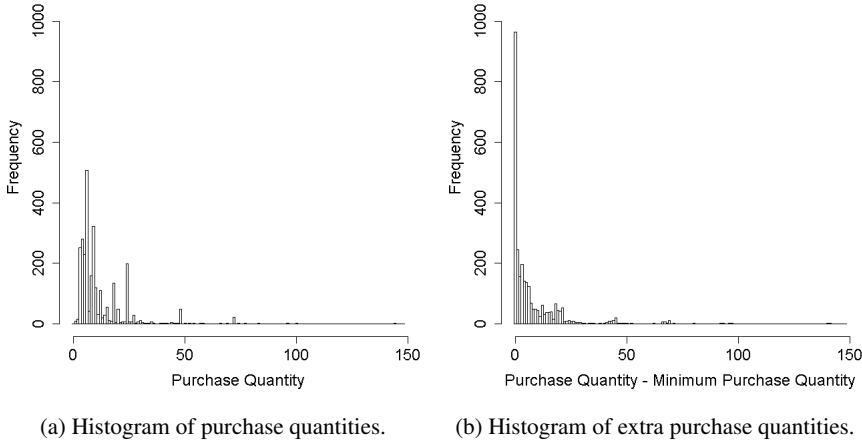 1000
800
600
400
200
0
Frequency
0 50 100 150
Purchase Quantity
(a) Histogram of purchase quantities.
1000
800
600
400
200
0
Frequency
0 50 100 150
Purchase Quantity - Minimum Purchase Quantity
(b) Histogram of extra purchase quantities.